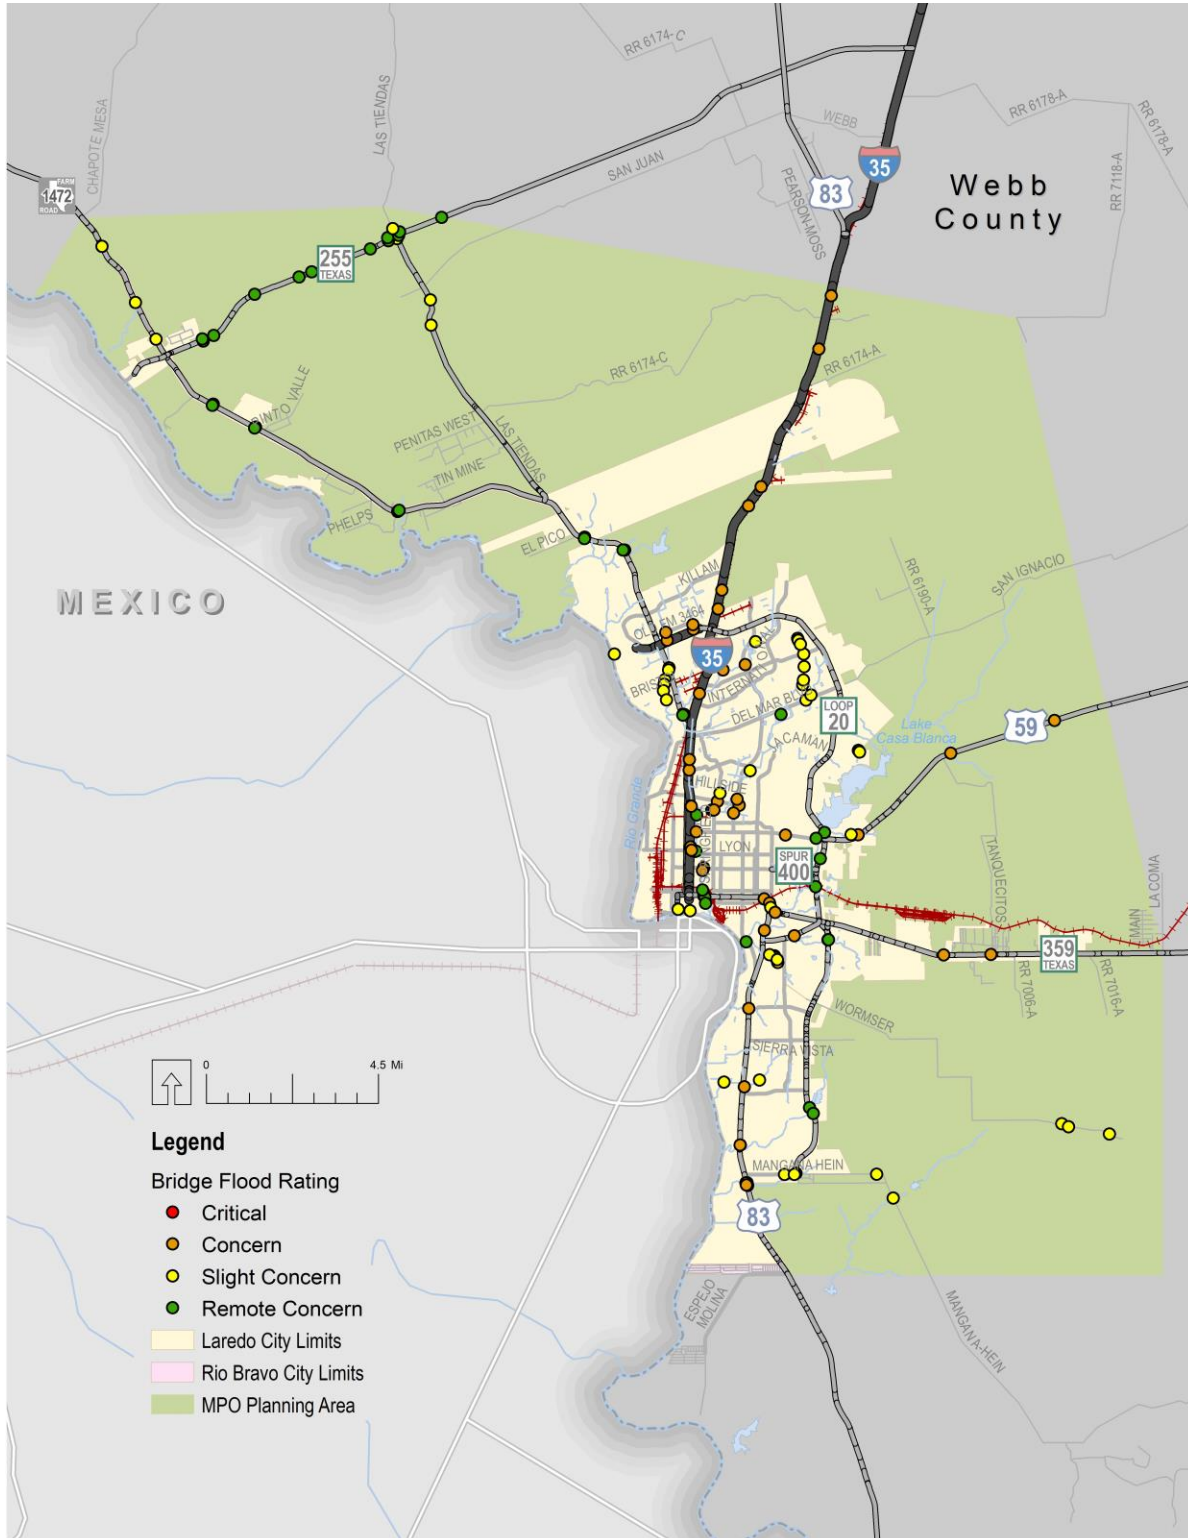 RR 6174-C
CHAPOTE MESA
LAS TIENDAS
WEBB
RR 6178-A
RR 6178-A
RR 7118-A
SAN JUAN
PEARSON-MOSS
35
83
Webb
County
FARM
1472
ROAD
255
TEXAS
RR 6174-C
RR 6174-A
PINTO VALLE
PENITAS WEST
LAS TIENDAS
TIN MINE
PHELPS
EL PICO
MEXICO
KILLAM
RR 6190-A
SAN IGNACIO
OLD FM 3464
35
DEL MAR BLVD
LOOP
20
Lake
Casa Blanca
59
HILLSIDE
Rio Grande
LYON
SPUR
400
TANQUECITOS
MAIN
LA COMA
359
TEXAS
RR 7006-A
RR 7016-A
WORMSER
SIERRA VISTA
0
4.5 Mi
Legend
Bridge Flood Rating
Critical
Concern
Slight Concern
Remote Concern
Laredo City Limits
Rio Bravo City Limits
MPO Planning Area
MANGANA HEIN
83
ESPEJO
MOLINA
MANGANA-HEIN